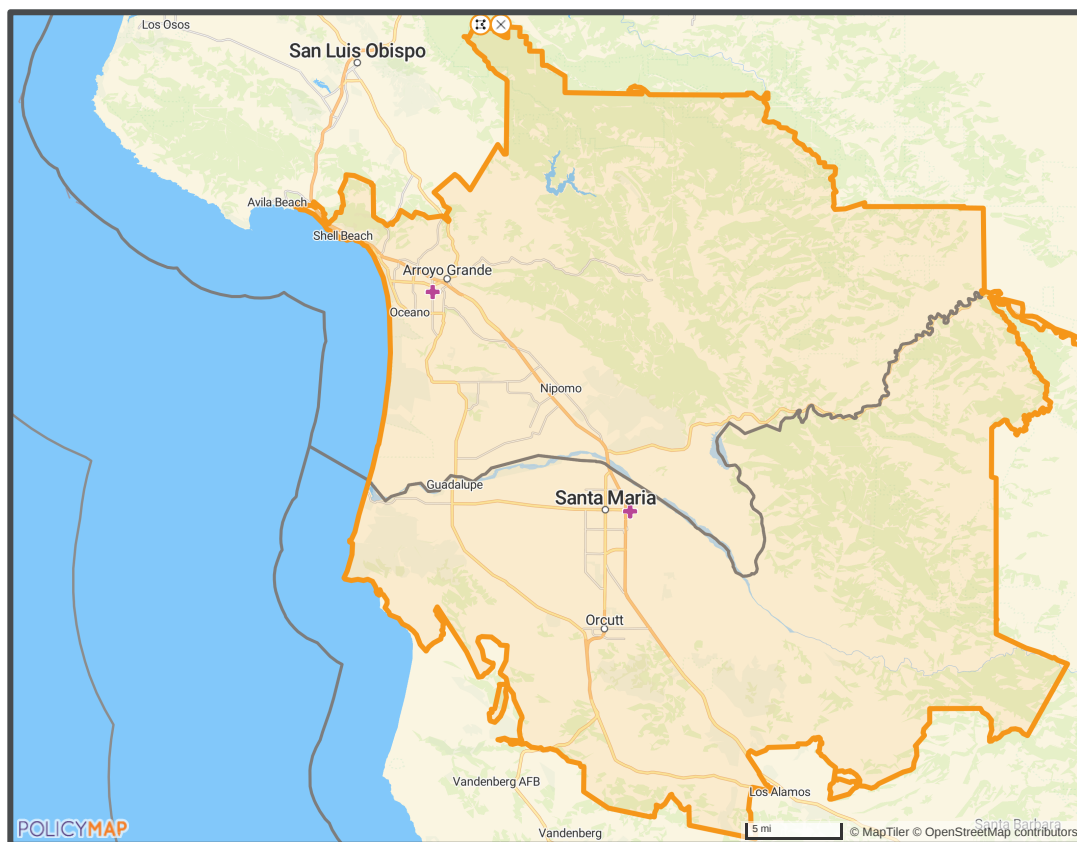 Los Osos
San Luis Obispo
Avila Beach
Shell Beach
Arroyo Grande
Oceano
Nipomo
Guadalupe
Santa Maria
Orcutt
Vandenberg AFB
Los Alamos
Santa Barbara
Vandenberg
5 mi
POLICYMAP
© MapTiler © OpenStreetMap contributors